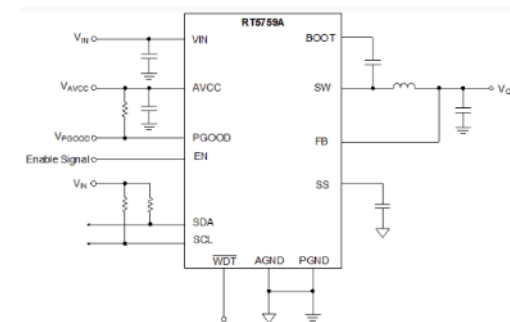 RT5759A
VIN
VIN
BOOT
VAVCC
AVCC
SW
VPGOOD
PGOOD
FB
Enable Signal
EN
VIN
SS
SDA
SCL
WDT
AGND
PGND